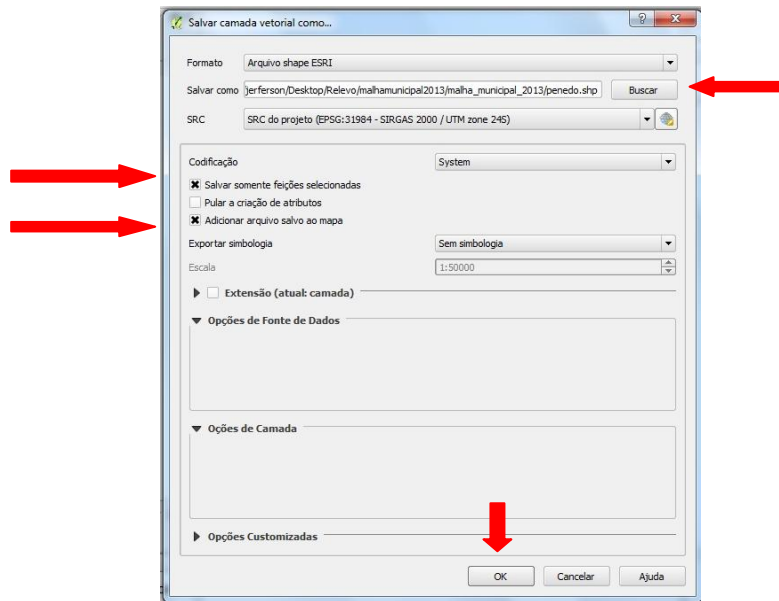 Salvar camada vetorial como...
Formato Arquivo shape ESRI
Salvar como jerferson/Desktop/Relevo/malhamunicipal2013/malha_municipal_2013/penedo.shp Buscar
SRC SRC do projeto (EPSG:31984 - SIRGAS 2000 / UTM zone 24S)
Codificação System
Salvar somente feições selecionadas
Pular a criação de atributos
Adicionar arquivo salvo ao mapa
Exportar simbologia Sem simbologia
Escala 1:50000
Extensão (atual: camada)
Opções de Fonte de Dados
Oções de Camada
Opções Customizadas
OK Cancelar Ajuda